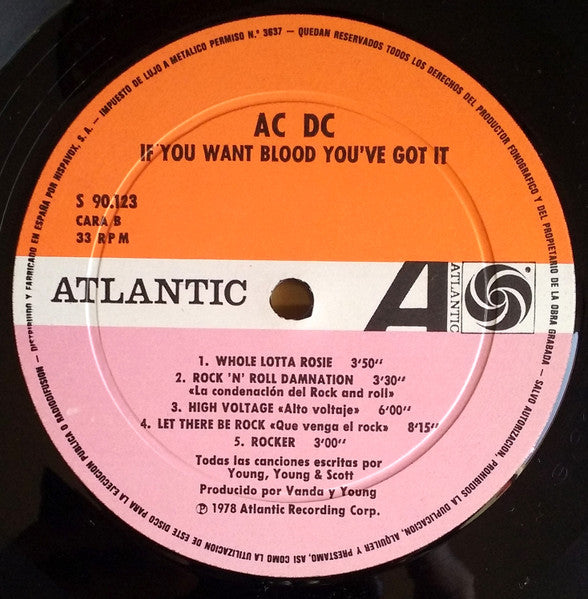 DISTRIBUIDO Y FABRICADO EN ESPAÑA POR HISPAVOX, S. A. — IMPUESTO DE LUJO A METALICO PERMISO N.º 3637 — QUEDAN RESERVADOS TODOS LOS DERECHOS DEL PRODUCTOR FONOGRAFICO Y DEL PROPIETARIO DE LA OBRA GRABADA — SALVO AUTORIZACION, PROHIBIDOS LA DUPLICACION, ALQUILER Y PRESTAMO, ASI COMO LA UTILIZACION DE ESTE DISCO PARA LA EJECUCION PUBLICA O RADIODIFUSION —
AC DC
IF YOU WANT BLOOD YOU'VE GOT IT
S 90.123
CARA B
33 RPM
ATLANTIC
A
ATLANTIC
1. WHOLE LOTTA ROSIE 3'50''
2. ROCK 'N' ROLL DAMNATION 3'30''
«La condenación del Rock and roll»
3. HIGH VOLTAGE «Alto voltaje» 6'00''
4. LET THERE BE ROCK «Que venga el rock» 8'15''
5. ROCKER 3'00''
Todas las canciones escritas por
Young, Young & Scott
Producido por Vanda y Young
℗ 1978 Atlantic Recording Corp.